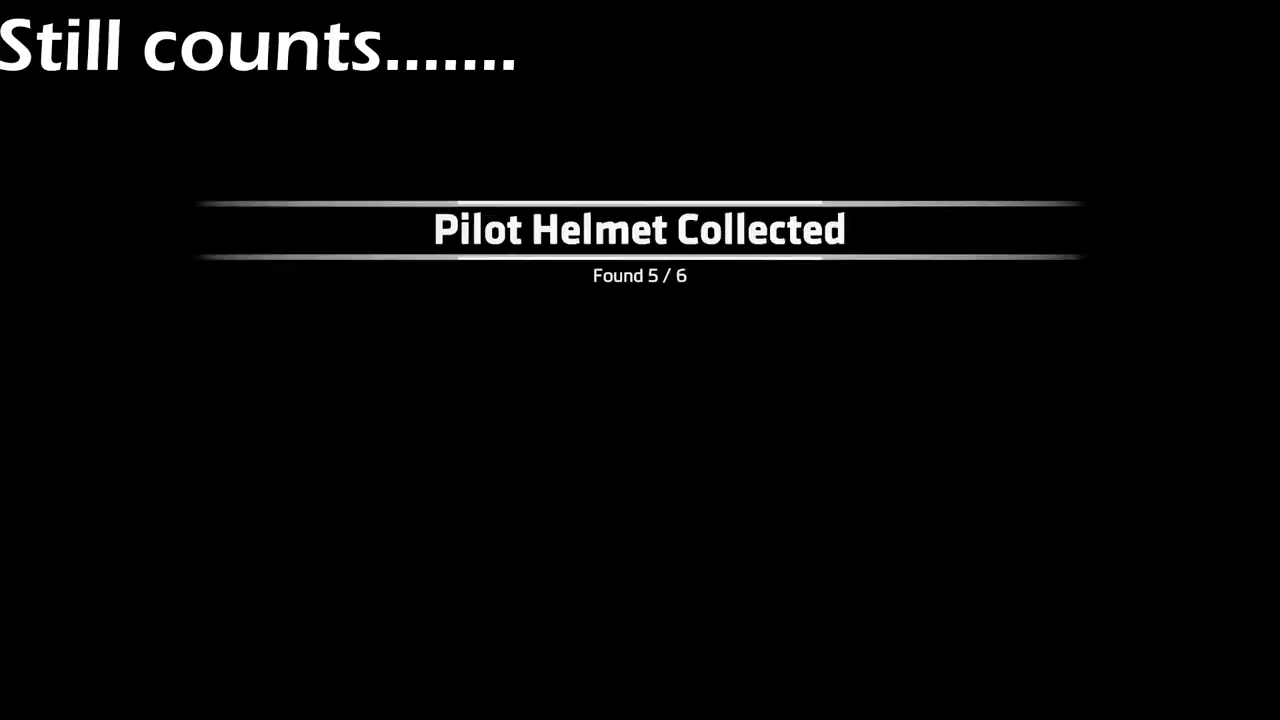 Still counts.......
Pilot Helmet Collected
Found 5 / 6